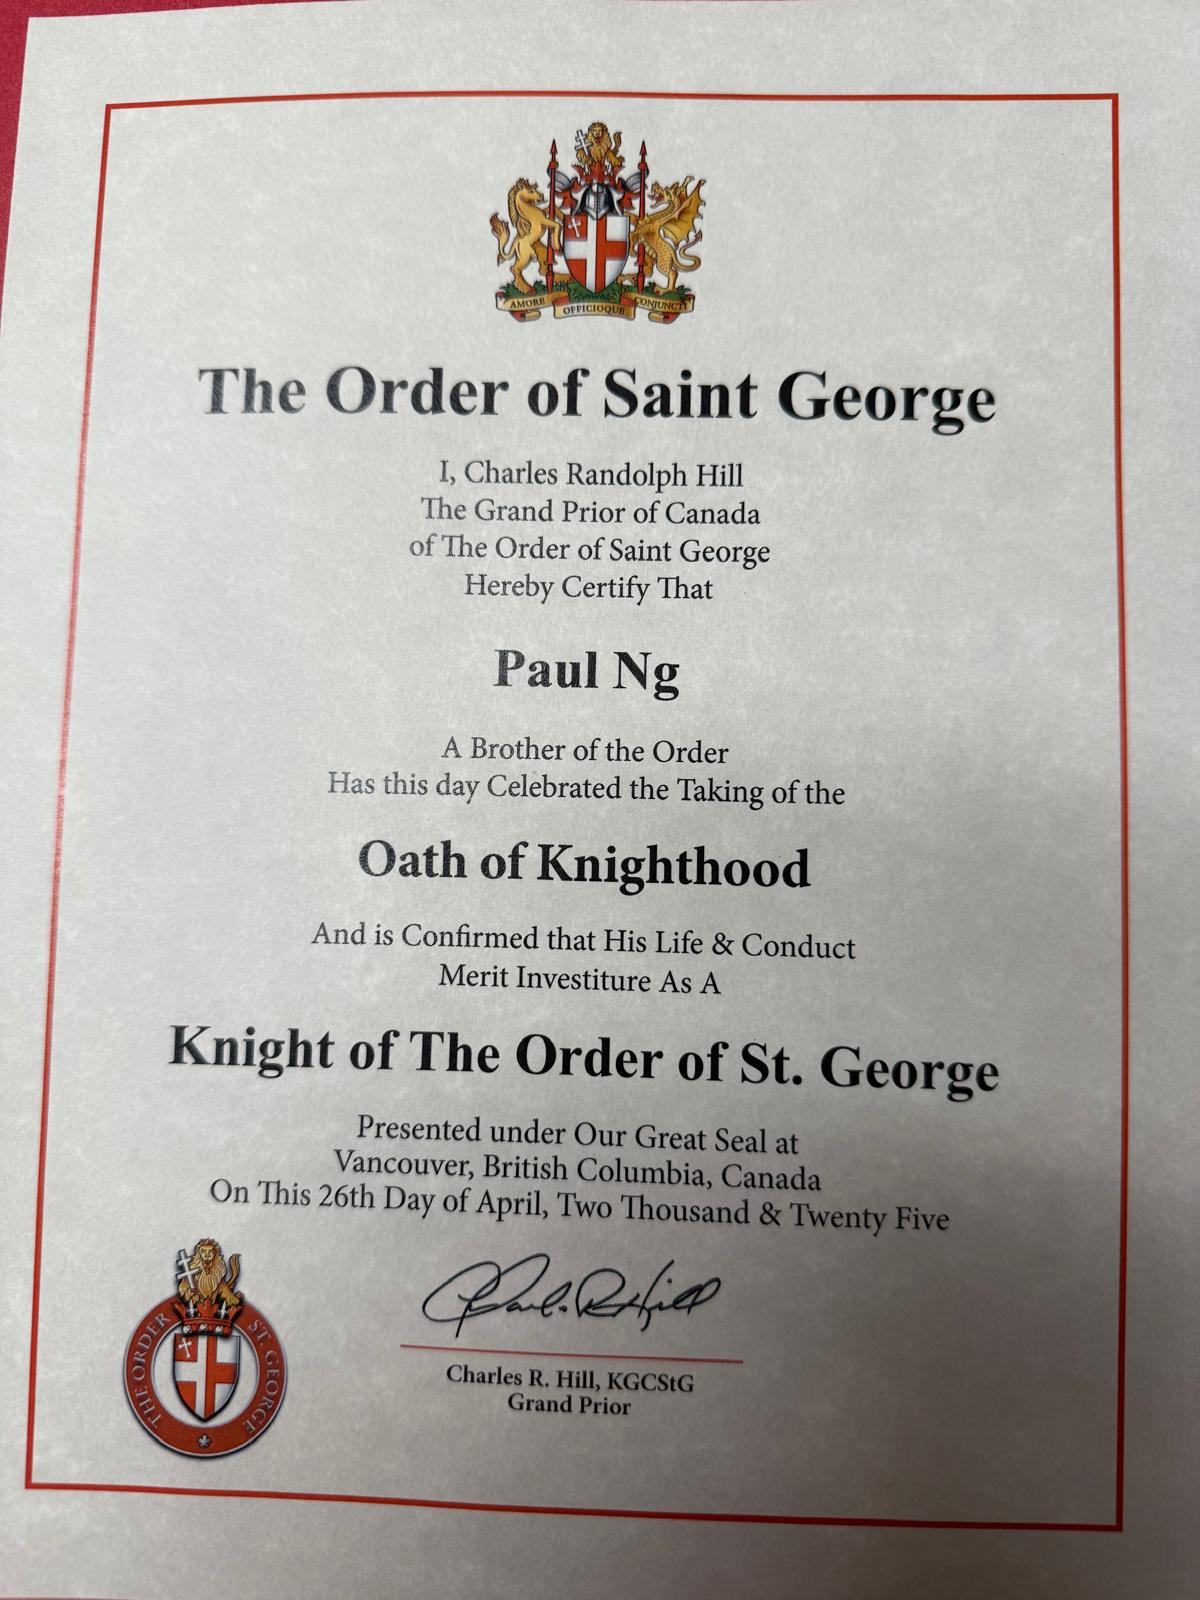 AMORE OFFICIOQUE CONJUNCTI
The Order of Saint George
I, Charles Randolph Hill
The Grand Prior of Canada
of The Order of Saint George
Hereby Certify That
Paul Ng
A Brother of the Order
Has this day Celebrated the Taking of the
Oath of Knighthood
And is Confirmed that His Life & Conduct
Merit Investiture As A
Knight of The Order of St. George
Presented under Our Great Seal at
Vancouver, British Columbia, Canada
On This 26th Day of April, Two Thousand & Twenty Five
THE ORDER ST. GEORGE
Charles R. Hill
Charles R. Hill, KGCStG
Grand Prior